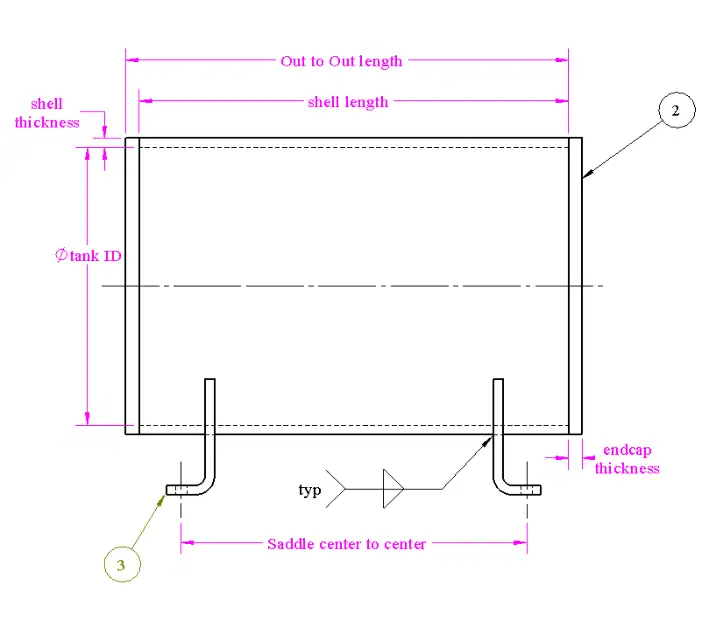 Out to Out length
shell length
shell
thickness
2
Ø tank ID
endcap
thickness
typ
Saddle center to center
3